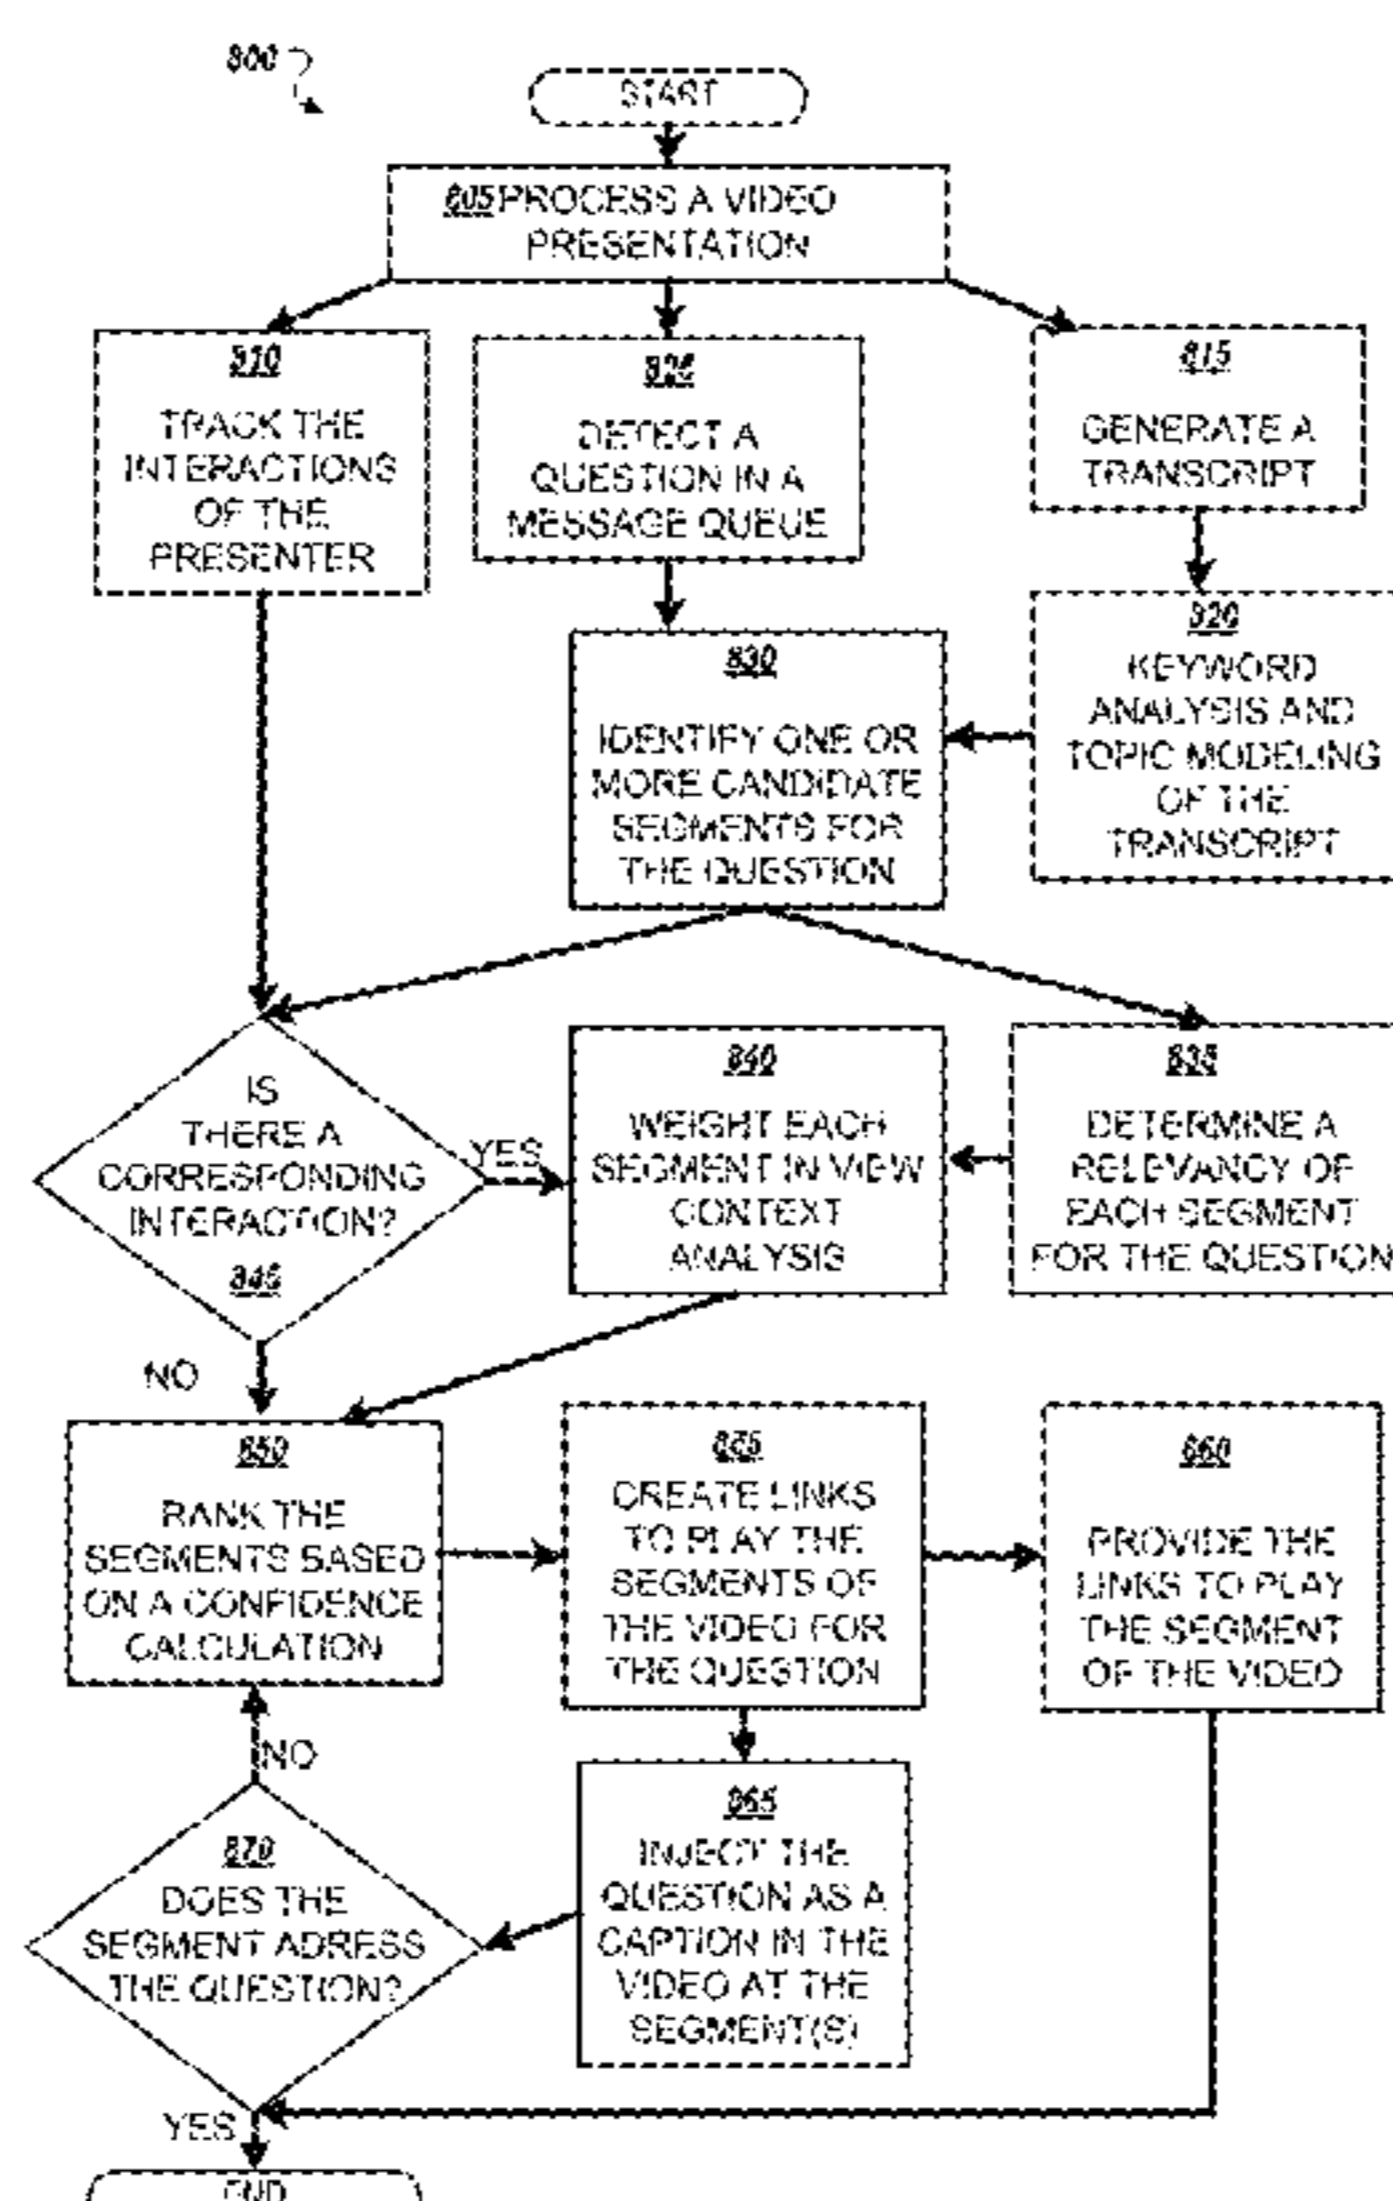 800
START
805 PROCESS A VIDEO
PRESENTATION
810
TRACK THE
INTERACTIONS
OF THE
PRESENTER
825
DETECT A
QUESTION IN A
MESSAGE QUEUE
815
GENERATE A
TRANSCRIPT
820
KEYWORD
ANALYSIS AND
TOPIC MODELING
OF THE
TRANSCRIPT
830
IDENTIFY ONE OR
MORE CANDIDATE
SEGMENTS FOR
THE QUESTION
IS
THERE A
CORRESPONDING
INTERACTION?
845
YES
NO
840
WEIGHT EACH
SEGMENT IN VIEW
CONTEXT
ANALYSIS
835
DETERMINE A
RELEVANCY OF
EACH SEGMENT
FOR THE QUESTION
850
RANK THE
SEGMENTS BASED
ON A CONFIDENCE
CALCULATION
855
CREATE LINKS
TO PLAY THE
SEGMENTS OF
THE VIDEO FOR
THE QUESTION
860
PROVIDE THE
LINKS TO PLAY
THE SEGMENT
OF THE VIDEO
NO
865
INJECT THE
QUESTION AS A
CAPTION IN THE
VIDEO AT THE
SEGMENT(S)
870
DOES THE
SEGMENT ADRESS
THE QUESTION?
YES
END